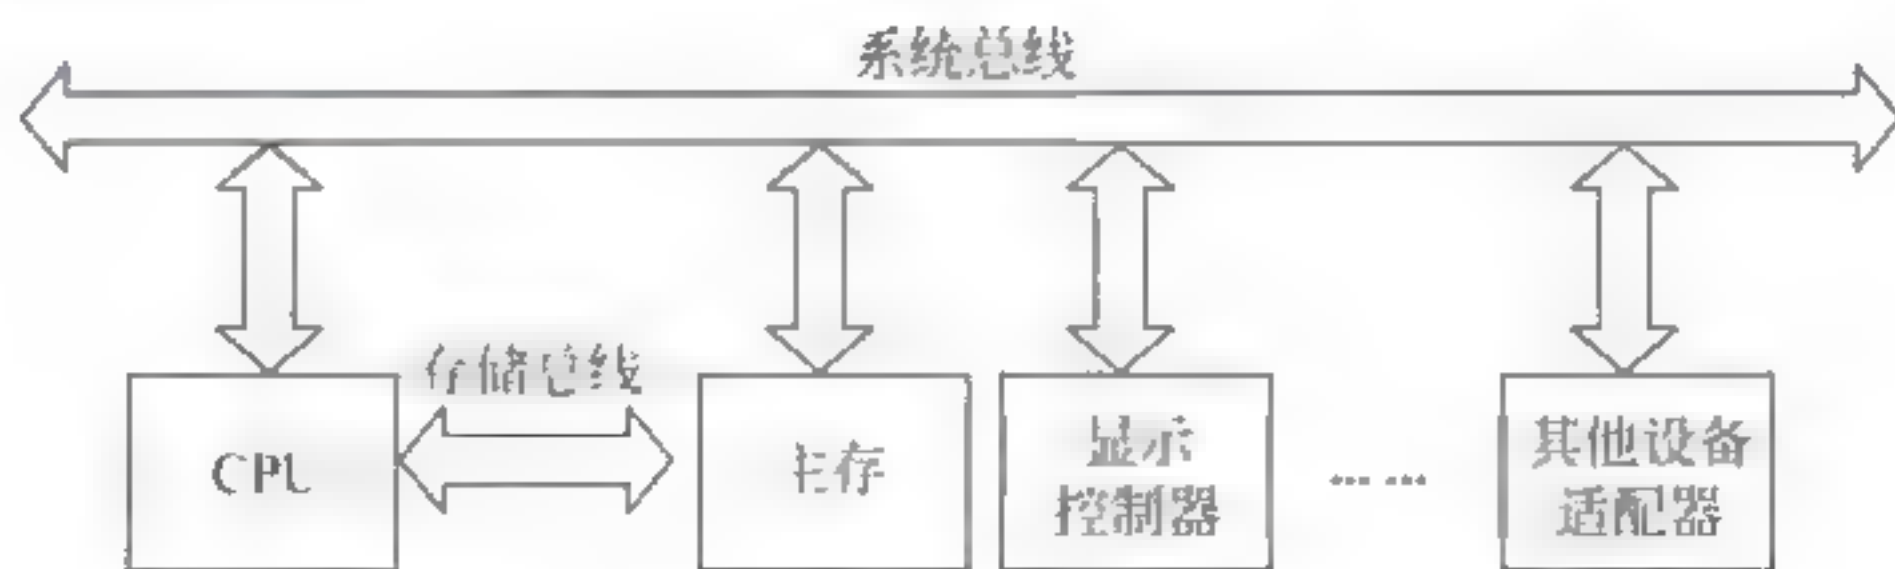 系统总线
存储总线
CPU
主存
显示
控制器
……
其他设备
适配器